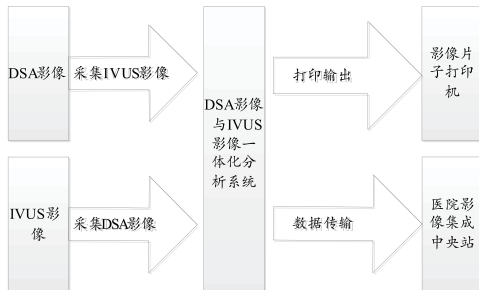 DSA影像
采集IVUS影像
IVUS影
像
采集DSA影像
DSA影像
与IVUS
影像一
体化分
析系统
打印输出
影像片
子打印
机
数据传输
医院影
像集成
中央站